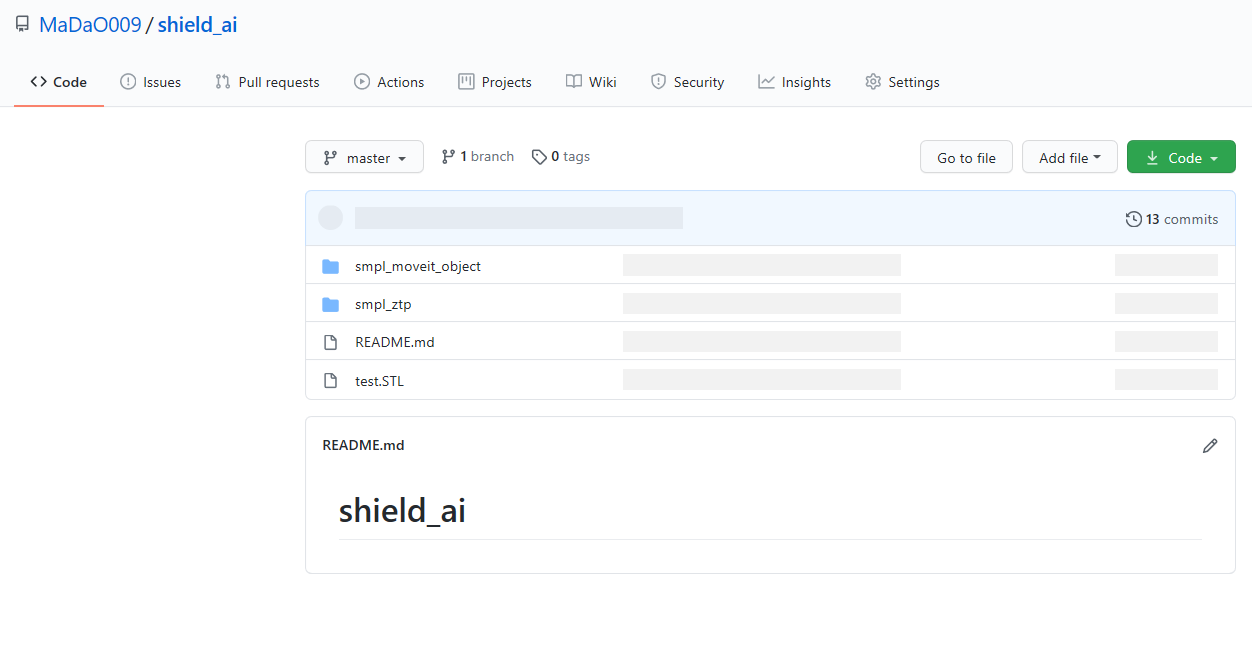 MaDaO009 / shield_ai
Code Issues Pull requests Actions Projects Wiki Security Insights Settings
master 1 branch 0 tags Go to file Add file Code
13 commits
smpl_moveit_object
smpl_ztp
README.md
test.STL
README.md
shield_ai